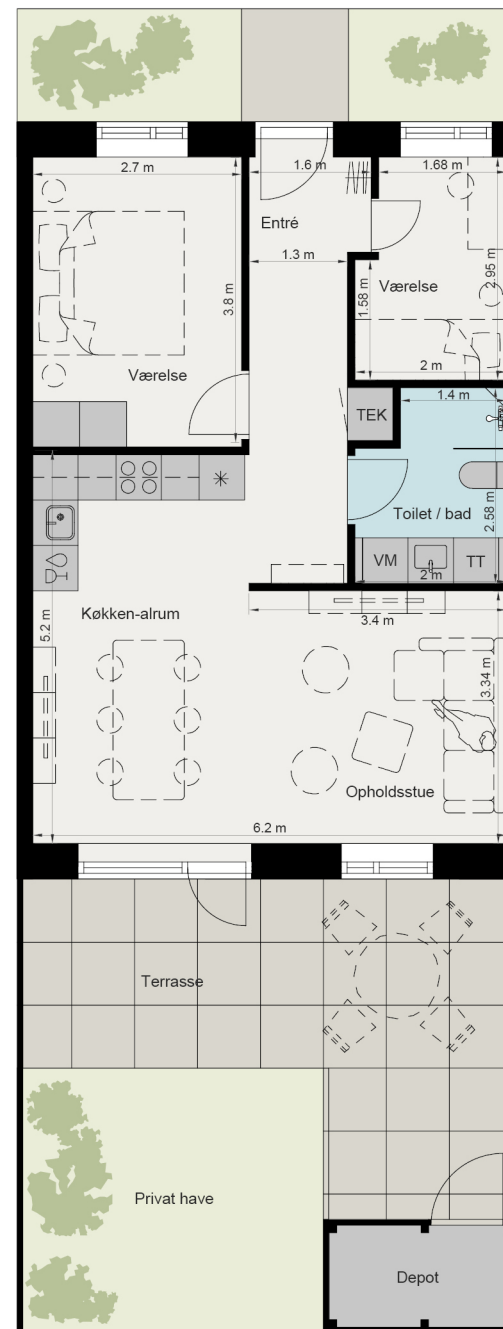 2.7 m
1.6 m
1.68 m
Entré
1.3 m
2.95 m
3.8 m
1.58 m
Værelse
Værelse
2 m
1.4 m
TEK
Toilet / bad
2.58 m
VM
TT
2 m
Køkken-alrum
5.2 m
3.4 m
3.34 m
Opholdsstue
6.2 m
Terrasse
Privat have
Depot